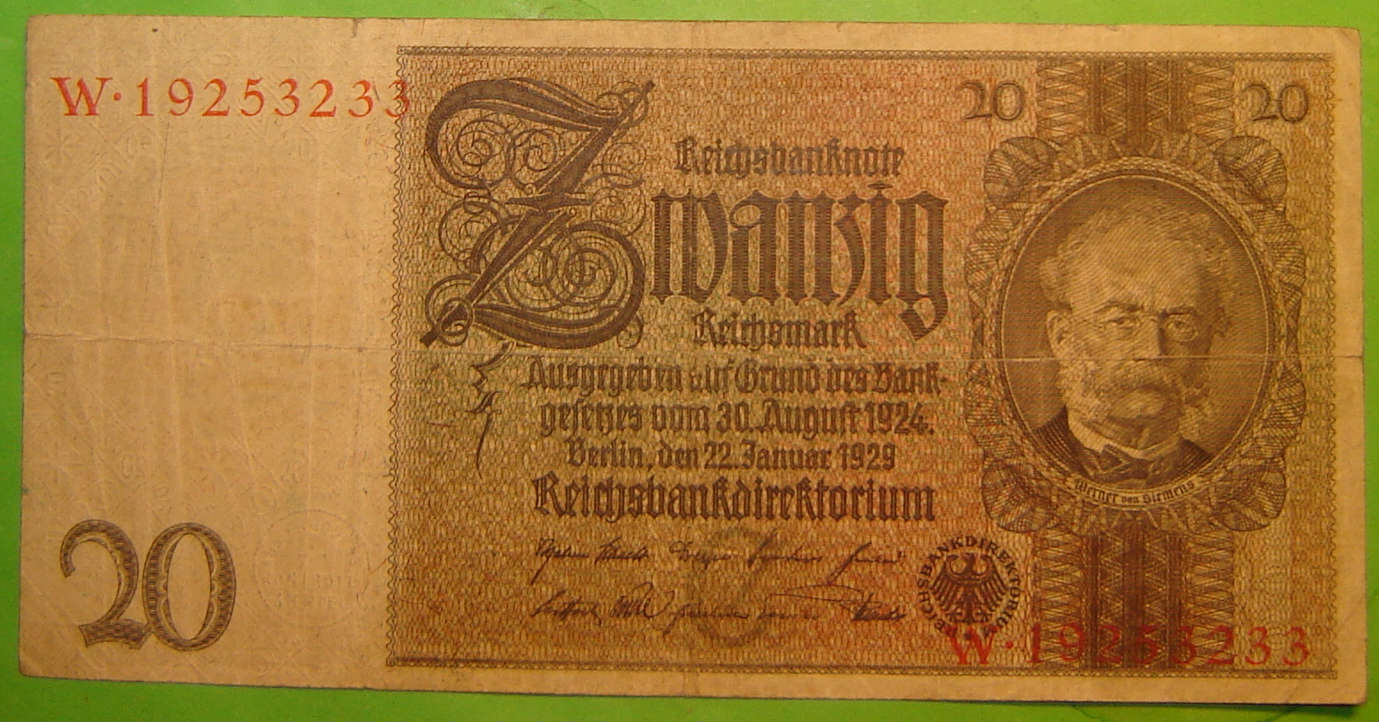 W·19253233
20
20
Reichsbanknote
Zwanzig
Reichsmark
Ausgegeben auf Grund des Bank-
gesetzes vom 30. August 1924.
Berlin, den 22. Januar 1929
Reichsbankdirektorium
Werner von Siemens
REICHSBANKDIREKTORIUM
20
W·19253233